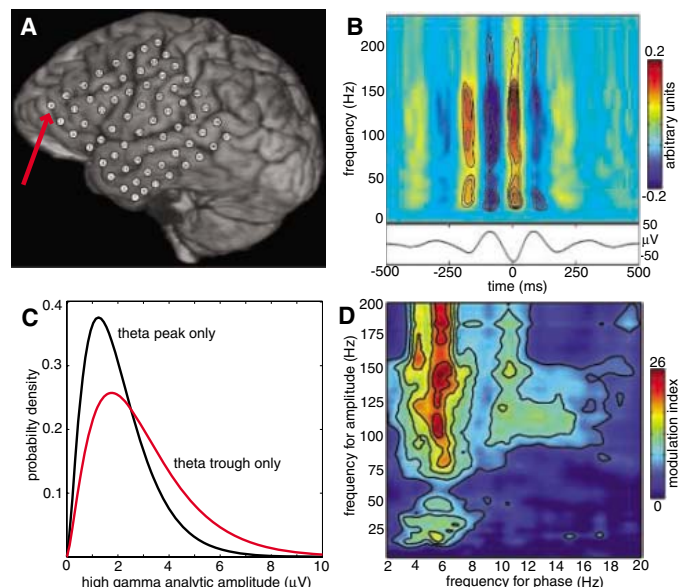 A
B
frequency (Hz)
200
150
100
50
0
0.2
-0.2
arbitrary units
50
µV
-50
-500
-250
0
250
500
time (ms)
C
probability density
0.4
0.3
0.2
0.1
theta peak only
theta trough only
0 2 4 6 8 10
high gamma analytic amplitude (µV)
D
frequency for amplitude (Hz)
200
175
150
125
100
75
50
25
26
0
modulation index
2 4 6 8 10 12 14 16 18 20
frequency for phase (Hz)